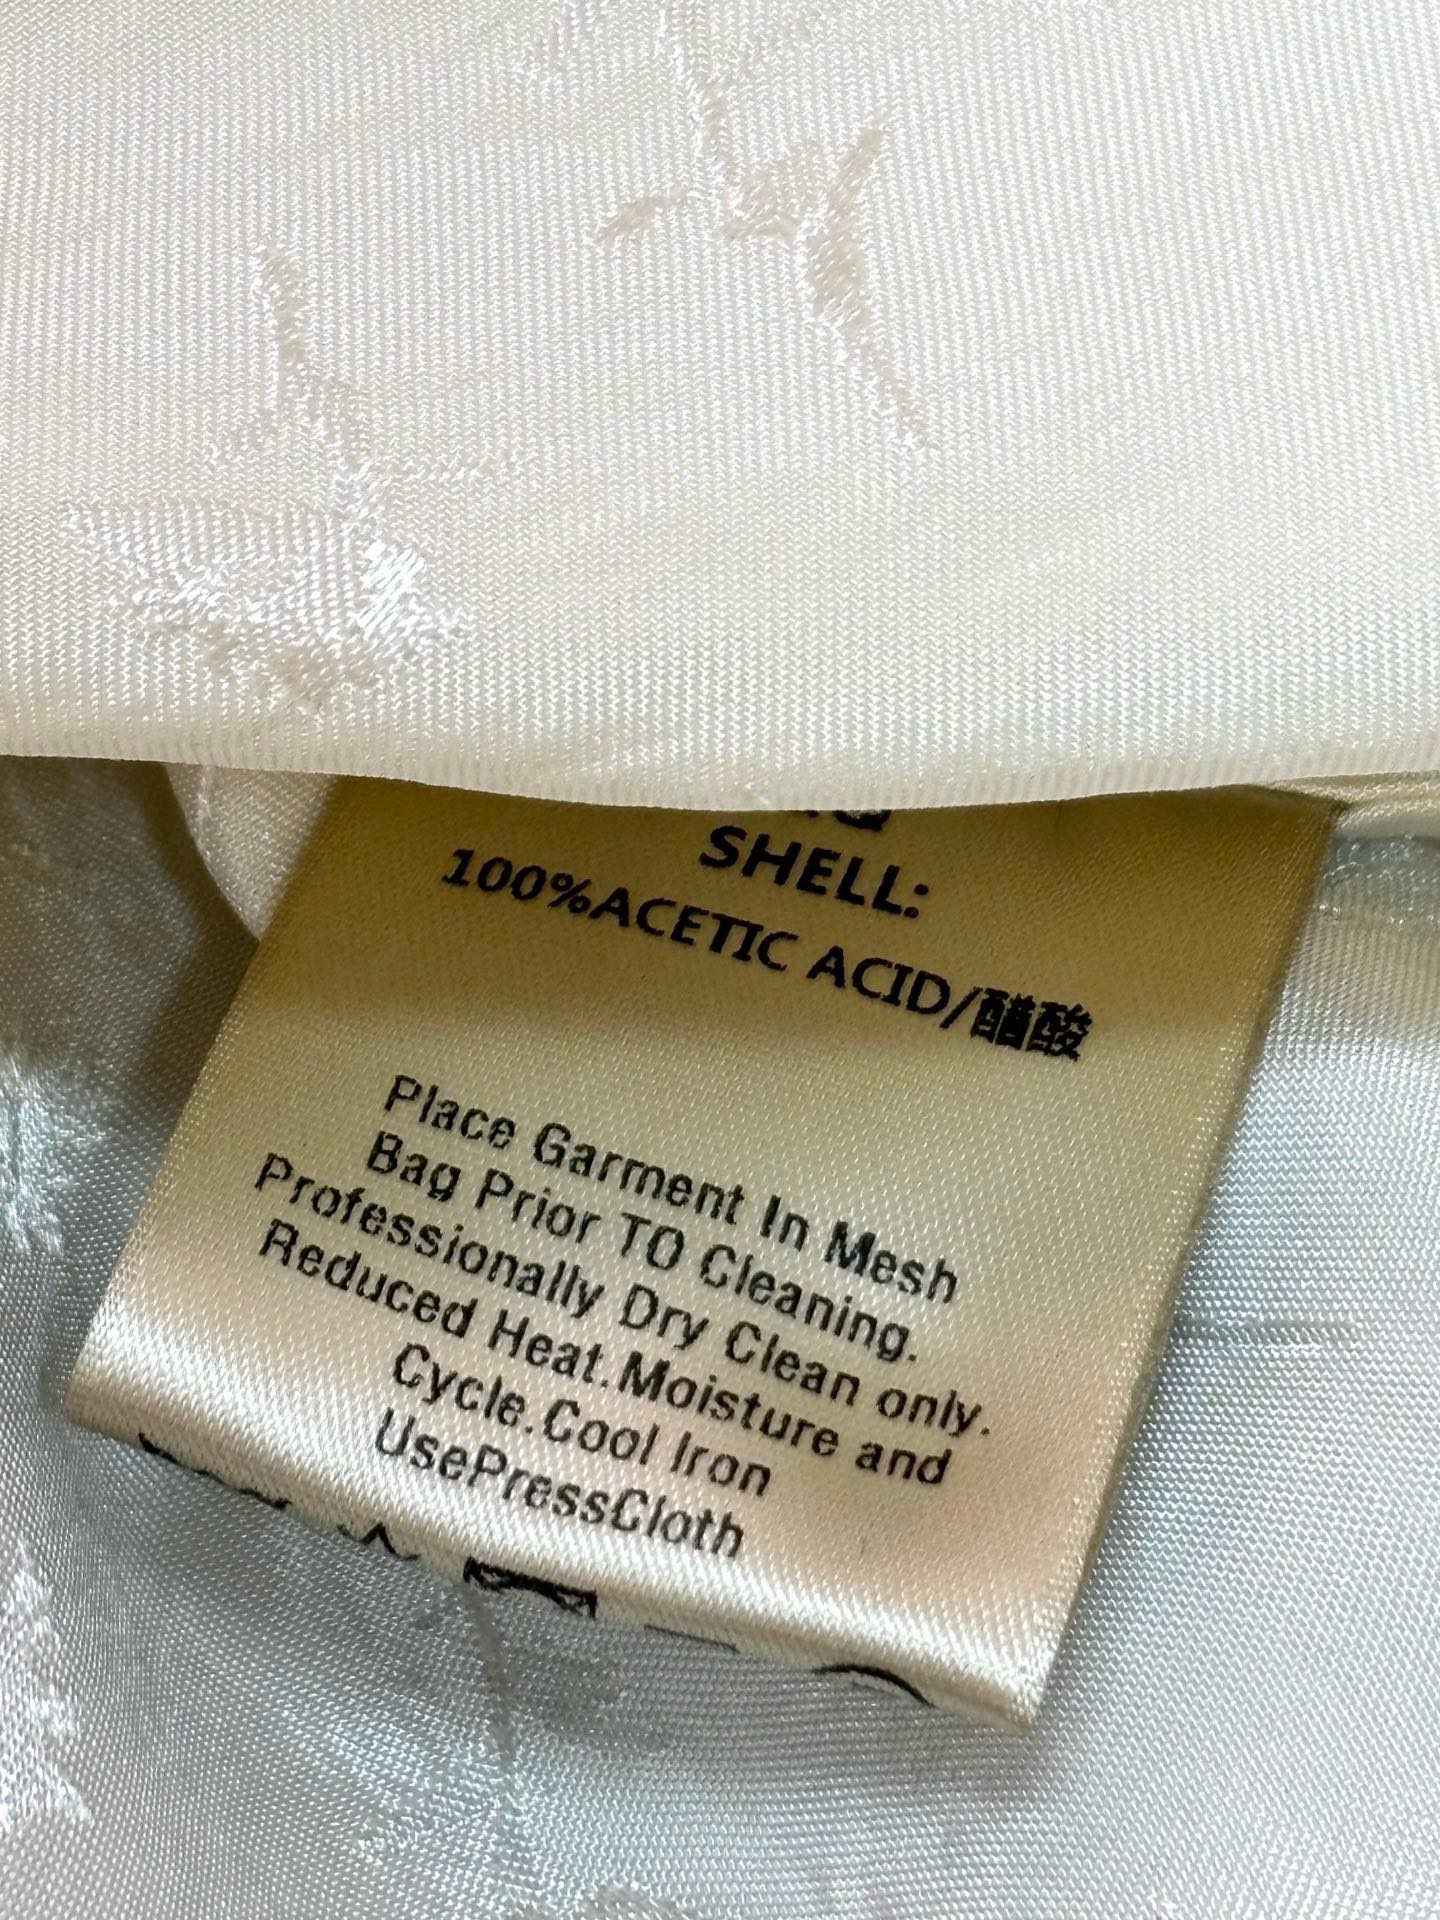 SHELL:
100%ACETIC ACID/醋酸
Place Garment In Mesh
Bag Prior TO Cleaning.
Professionally Dry Clean only.
Reduced Heat.Moisture and
Cycle.Cool Iron
UsePressCloth